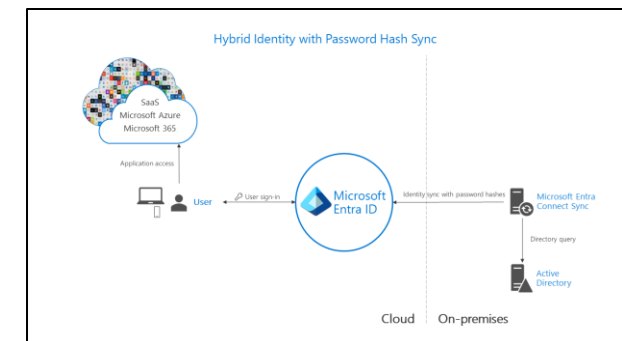 Hybrid Identity with Password Hash Sync
SaaS
Microsoft Azure
Microsoft 365
Application access
User
User sign-in
Microsoft
Entra ID
Identity sync with password hashes
Microsoft Entra
Connect Sync
Directory query
Active
Directory
Cloud
On-premises